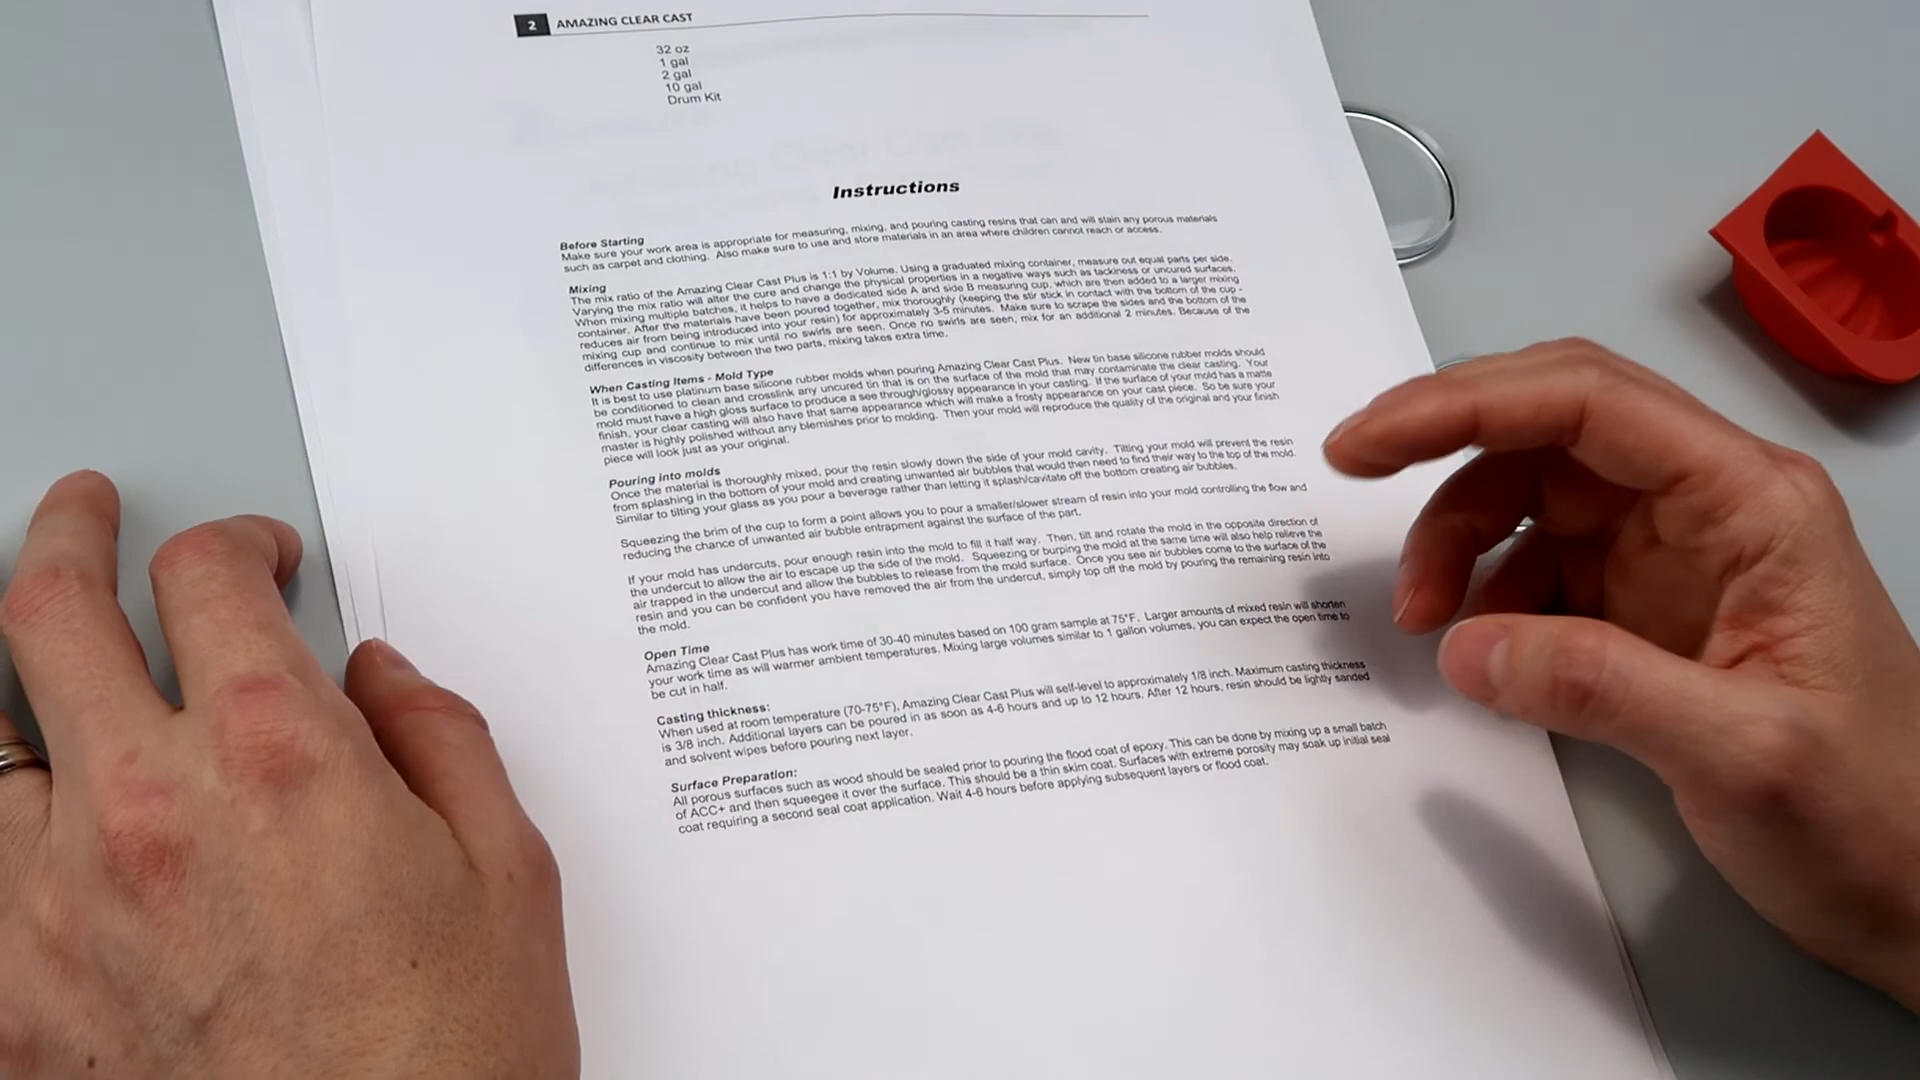 2 AMAZING CLEAR CAST
32 oz
1 gal
2 gal
10 gal
Drum Kit
Instructions
Before Starting
Make sure your work area is appropriate for measuring, mixing, and pouring casting resins that can and will stain any porous materials
such as carpet and clothing. Also make sure to use and store materials in an area where children cannot reach or access.
Mixing
The mix ratio of the Amazing Clear Cast Plus is 1:1 by Volume. Using a graduated mixing container, measure out equal parts per side.
Varying the mix ratio will alter the cure and change the physical properties in a negative ways such as tackiness or uncured surfaces.
When mixing multiple batches, it helps to have a dedicated side A and side B measuring cup, which are then added to a larger mixing
container. After the materials have been poured together, mix thoroughly (keeping the stir stick in contact with the bottom of the cup -
reduces air from being introduced into your resin) for approximately 3-5 minutes. Make sure to scrape the sides and the bottom of the
mixing cup and continue to mix until no swirls are seen. Once no swirls are seen, mix for an additional 2 minutes. Because of the
differences in viscosity between the two parts, mixing takes extra time.
When Casting Items - Mold Type
It is best to use platinum base silicone rubber molds when pouring Amazing Clear Cast Plus. New tin base silicone rubber molds should
be conditioned to clean and crosslink any uncured tin that is on the surface of the mold that may contaminate the clear casting. Your
mold must have a high gloss surface to produce a see through/glossy appearance in your casting. If the surface of your mold has a matte
finish, your clear casting will also have that same appearance which will make a frosty appearance on your cast piece. So be sure your
master is highly polished without any blemishes prior to molding. Then your mold will reproduce the quality of the original and your finish
piece will look just as your original.
Pouring into molds
Once the material is thoroughly mixed, pour the resin slowly down the side of your mold cavity. Tilting your mold will prevent the resin
from splashing in the bottom of your mold and creating unwanted air bubbles that would then need to find their way to the top of the mold.
Similar to tilting your glass as you pour a beverage rather than letting it splash/cavitate off the bottom creating air bubbles.
Squeezing the brim of the cup to form a point allows you to pour a smaller/slower stream of resin into your mold controlling the flow and
reducing the chance of unwanted air bubble entrapment against the surface of the part.
If your mold has undercuts, pour enough resin into the mold to fill it half way. Then, tilt and rotate the mold in the opposite direction of
the undercut to allow the air to escape up the side of the mold. Squeezing or burping the mold at the same time will also help relieve the
air trapped in the undercut and allow the bubbles to release from the mold surface. Once you see air bubbles come to the surface of the
resin and you can be confident you have removed the air from the undercut, simply top off the mold by pouring the remaining resin into
the mold.
Open Time
Amazing Clear Cast Plus has work time of 30-40 minutes based on 100 gram sample at 75°F. Larger amounts of mixed resin will shorten
your work time as will warmer ambient temperatures. Mixing large volumes similar to 1 gallon volumes, you can expect the open time to
be cut in half.
Casting thickness:
When used at room temperature (70-75°F), Amazing Clear Cast Plus will self-level to approximately 1/8 inch. Maximum casting thickness
is 3/8 inch. Additional layers can be poured in as soon as 4-6 hours and up to 12 hours. After 12 hours, resin should be lightly sanded
and solvent wipes before pouring next layer.
Surface Preparation:
All porous surfaces such as wood should be sealed prior to pouring the flood coat of epoxy. This can be done by mixing up a small batch
of ACC+ and then squeegee it over the surface. This should be a thin skim coat. Surfaces with extreme porosity may soak up initial seal
coat requiring a second seal coat application. Wait 4-6 hours before applying subsequent layers or flood coat.